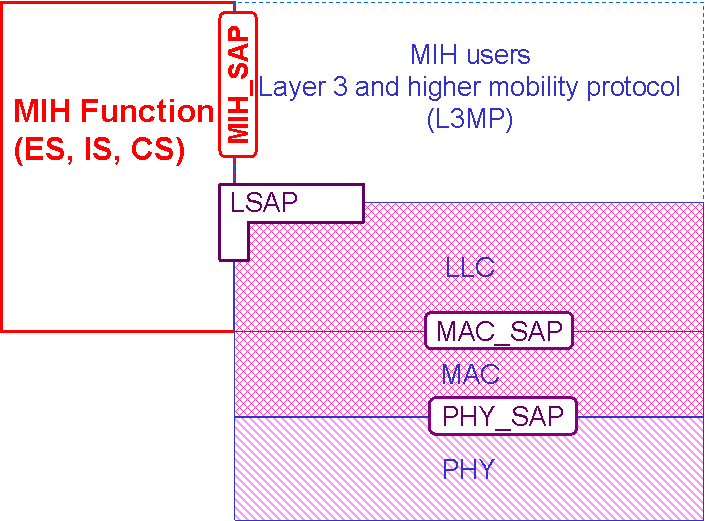 MIH Function
(ES, IS, CS)
MIH_SAP
MIH users
Layer 3 and higher mobility protocol
(L3MP)
LSAP
LLC
MAC_SAP
MAC
PHY_SAP
PHY